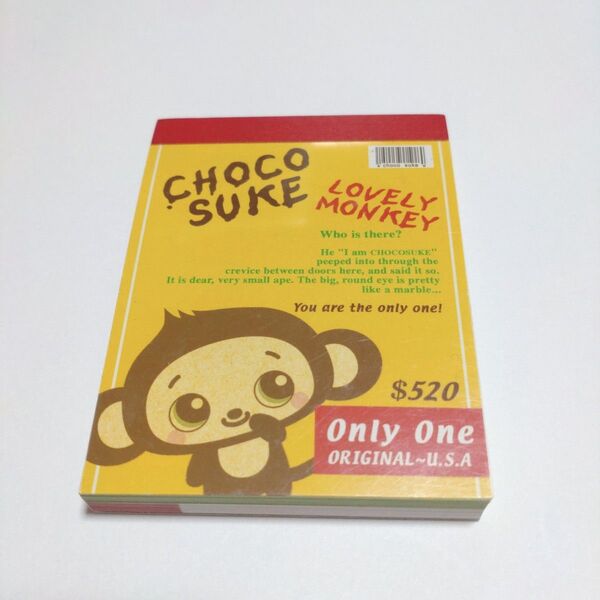 CHOCO
SUKE
choco suke
LOVELY
MONKEY
Who is there?
He "I am CHOCOSUKE"
peeped into through the
crevice between doors here, and said it so.
It is dear, very small ape. The big, round eye is pretty
like a marble...
You are the only one!
$520
Only One
ORIGINAL~U.S.A